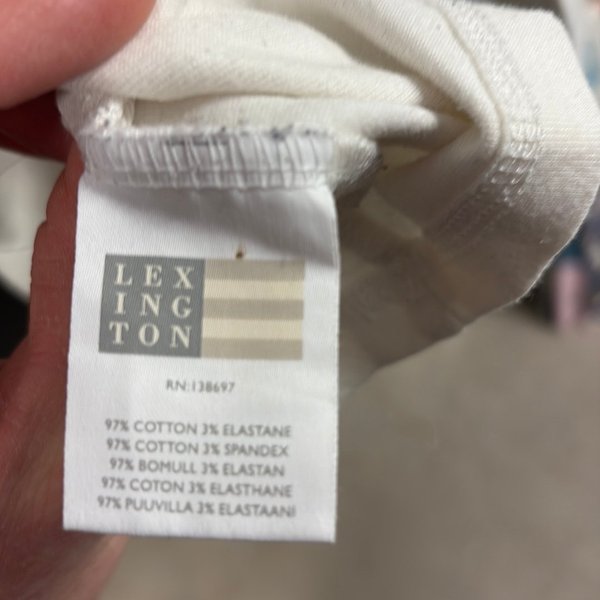 LEX
ING
TON
RN:138697
97% COTTON 3% ELASTANE
97% COTTON 3% SPANDEX
97% BOMULL 3% ELASTAN
97% COTON 3% ELASTHANE
97% PUUVILLA 3% ELASTAANI